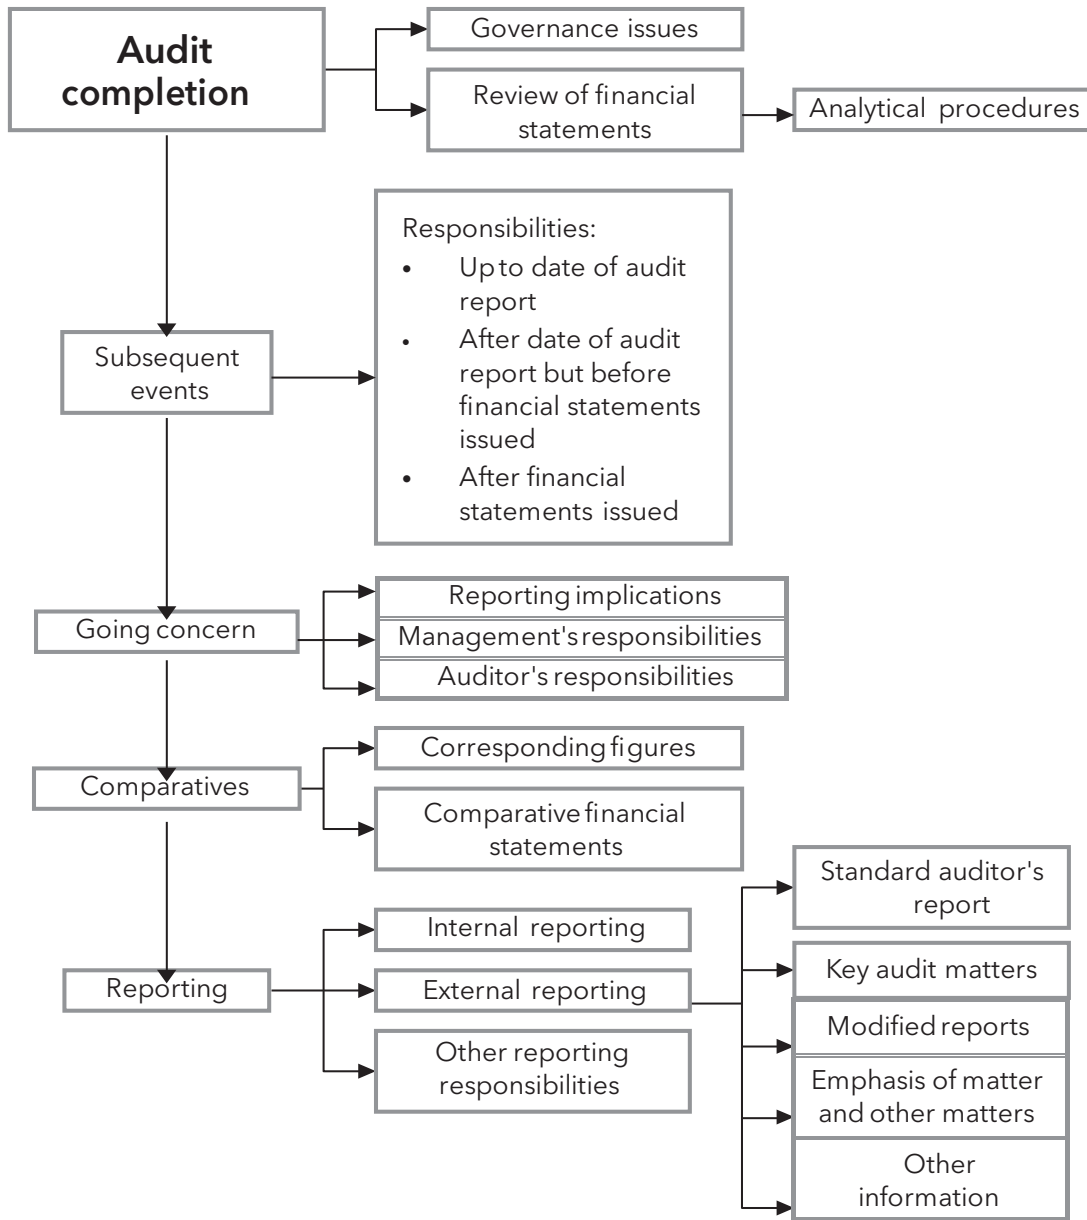 Audit
completion
Governance issues
Review of financial
statements
Analytical procedures
Responsibilities:
• Up to date of audit
report
• After date of audit
report but before
financial statements
issued
• After financial
statements issued
Subsequent
events
Going concern
Reporting implications
Management's responsibilities
Auditor's responsibilities
Comparatives
Corresponding figures
Comparative financial
statements
Reporting
Internal reporting
External reporting
Other reporting
responsibilities
Standard auditor's
report
Key audit matters
Modified reports
Emphasis of matter
and other matters
Other
information